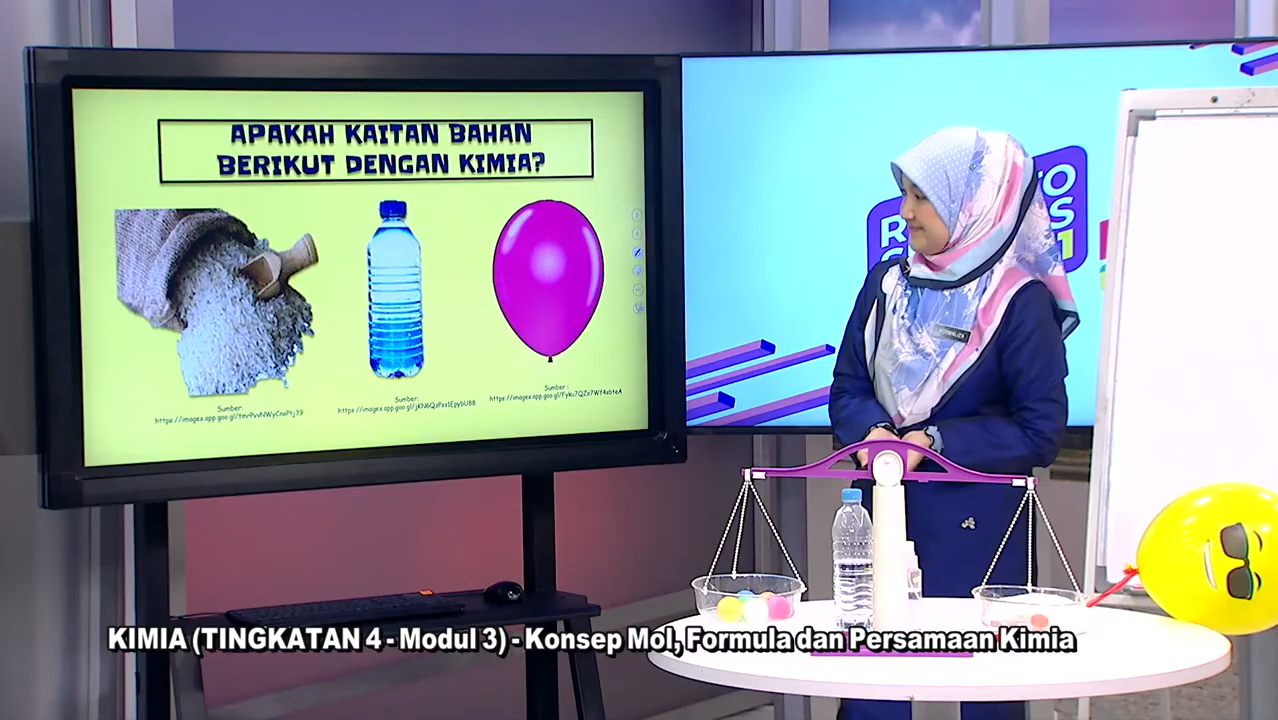 APAKAH KAITAN BAHAN
BERIKUT DENGAN KIMIA?
Sumber:
Sumber:
Sumber :
KIMIA (TINGKATAN 4 - Modul 3) - Konsep Mol, Formula dan Persamaan Kimia